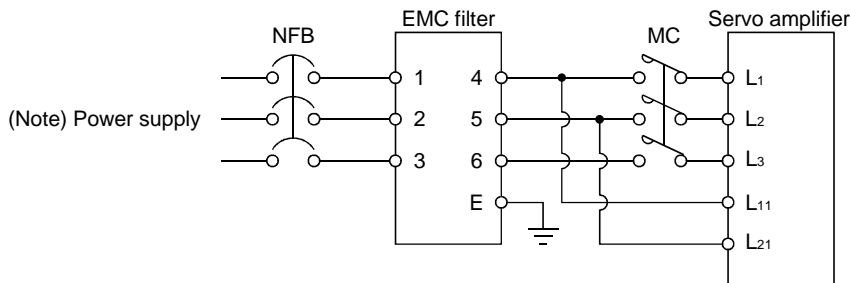 EMC filter
Servo amplifier
NFB
MC
1
4
L1
(Note) Power supply
2
5
L2
3
6
L3
E
L11
L21